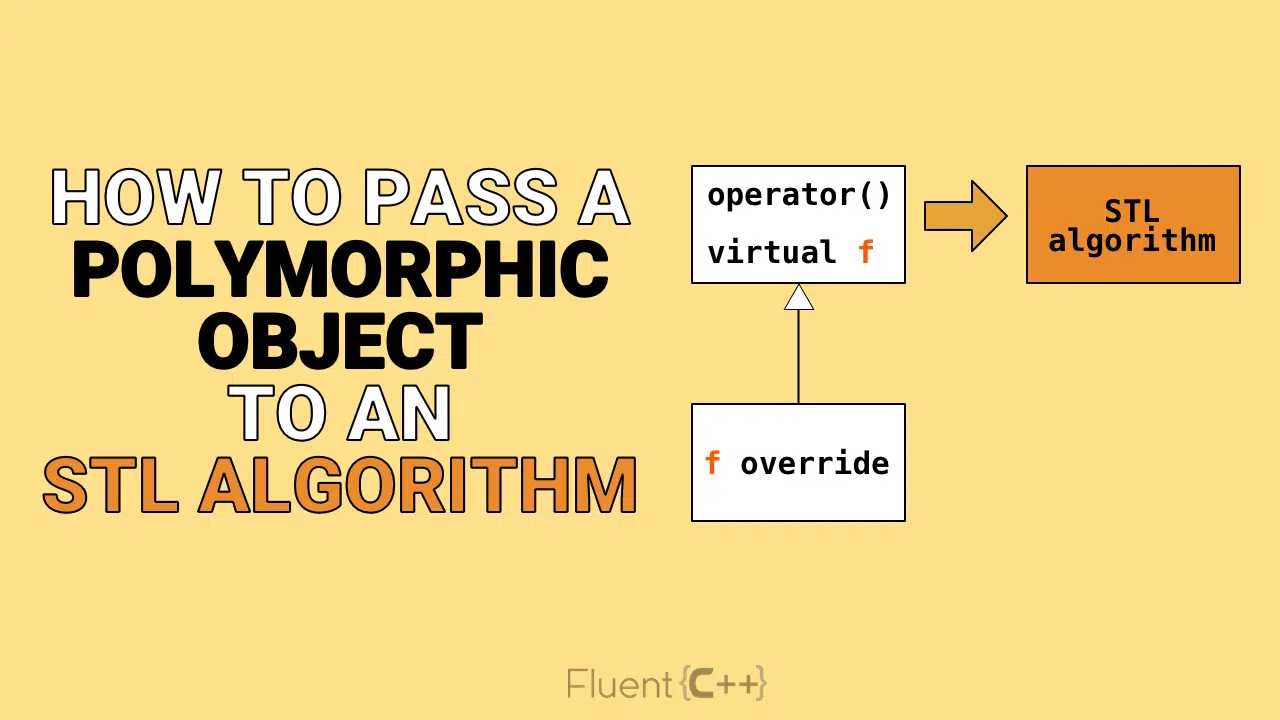 HOW TO PASS A
POLYMORPHIC
OBJECT
TO AN
STL ALGORITHM
operator()
virtual f
STL
algorithm
f override
Fluent{C++}